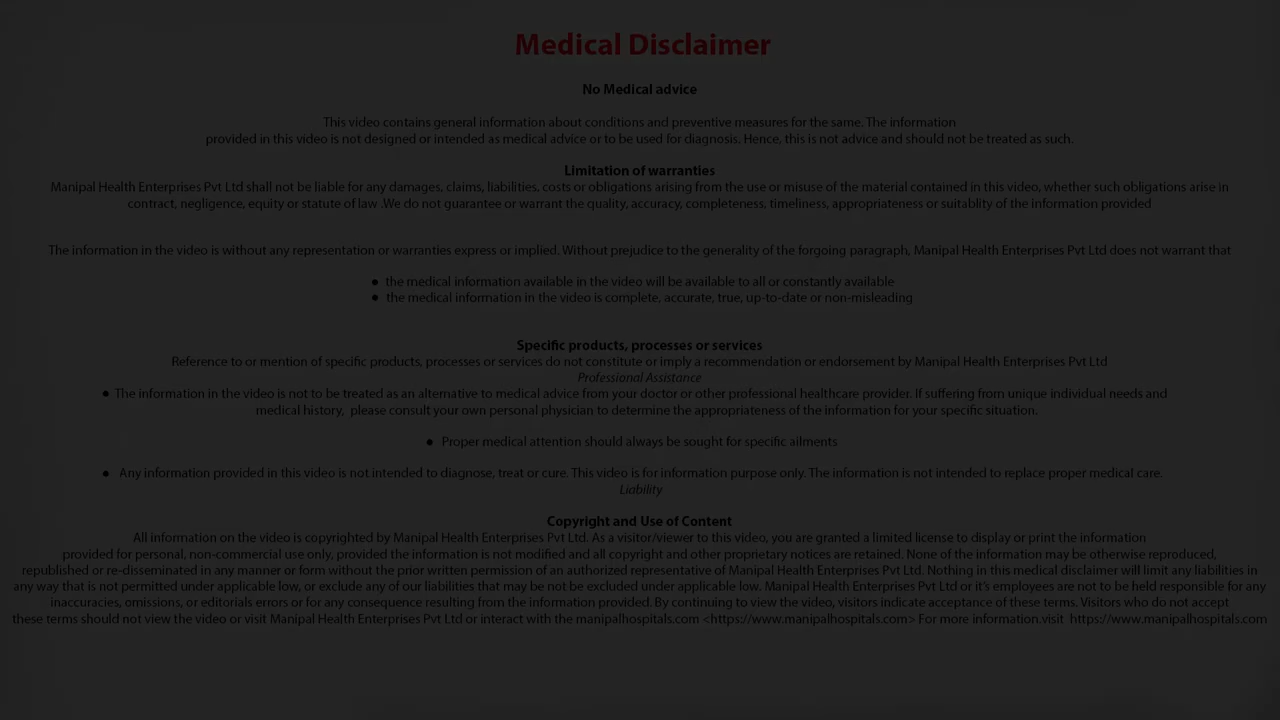 Medical Disclaimer
No Medical advice
This video contains general information about conditions and preventive measures for the same. The information
provided in this video is not designed or intended as medical advice or to be used for diagnosis. Hence, this is not advice and should not be treated as such.
Limitation of warranties
Manipal Health Enterprises Pvt Ltd shall not be liable for any damages, claims, liabilities, costs or obligations arising from the use or misuse of the material contained in this video, whether such obligations arise in
contract, negligence, equity or statute of law .We do not guarantee or warrant the quality, accuracy, completeness, timeliness, appropriateness or suitablity of the information provided
The information in the video is without any representation or warranties express or implied. Without prejudice to the generality of the forgoing paragraph, Manipal Health Enterprises Pvt Ltd does not warrant that
● the medical information available in the video will be available to all or constantly available
● the medical information in the video is complete, accurate, true, up-to-date or non-misleading
Specific products, processes or services
Reference to or mention of specific products, processes or services do not constitute or imply a recommendation or endorsement by Manipal Health Enterprises Pvt Ltd
Professional Assistance
● The information in the video is not to be treated as an alternative to medical advice from your doctor or other professional healthcare provider. If suffering from unique individual needs and
medical history, please consult your own personal physician to determine the appropriateness of the information for your specific situation.
● Proper medical attention should always be sought for specific ailments
● Any information provided in this video is not intended to diagnose, treat or cure. This video is for information purpose only. The information is not intended to replace proper medical care.
Liability
Copyright and Use of Content
All information on the video is copyrighted by Manipal Health Enterprises Pvt Ltd. As a visitor/viewer to this video, you are granted a limited license to display or print the information
provided for personal, non-commercial use only, provided the information is not modified and all copyright and other proprietary notices are retained. None of the information may be otherwise reproduced,
republished or re-disseminated in any manner or form without the prior written permission of an authorized representative of Manipal Health Enterprises Pvt Ltd. Nothing in this medical disclaimer will limit any liabilities in
any way that is not permitted under applicable low, or exclude any of our liabilities that may be not be excluded under applicable low. Manipal Health Enterprises Pvt Ltd or it's employees are not to be held responsible for any
inaccuracies, omissions, or editorials errors or for any consequence resulting from the information provided. By continuing to view the video, visitors indicate acceptance of these terms. Visitors who do not accept
these terms should not view the video or visit Manipal Health Enterprises Pvt Ltd or interact with the manipalhospitals.com <https://www.manipalhospitals.com> For more information.visit https://www.manipalhospitals.com